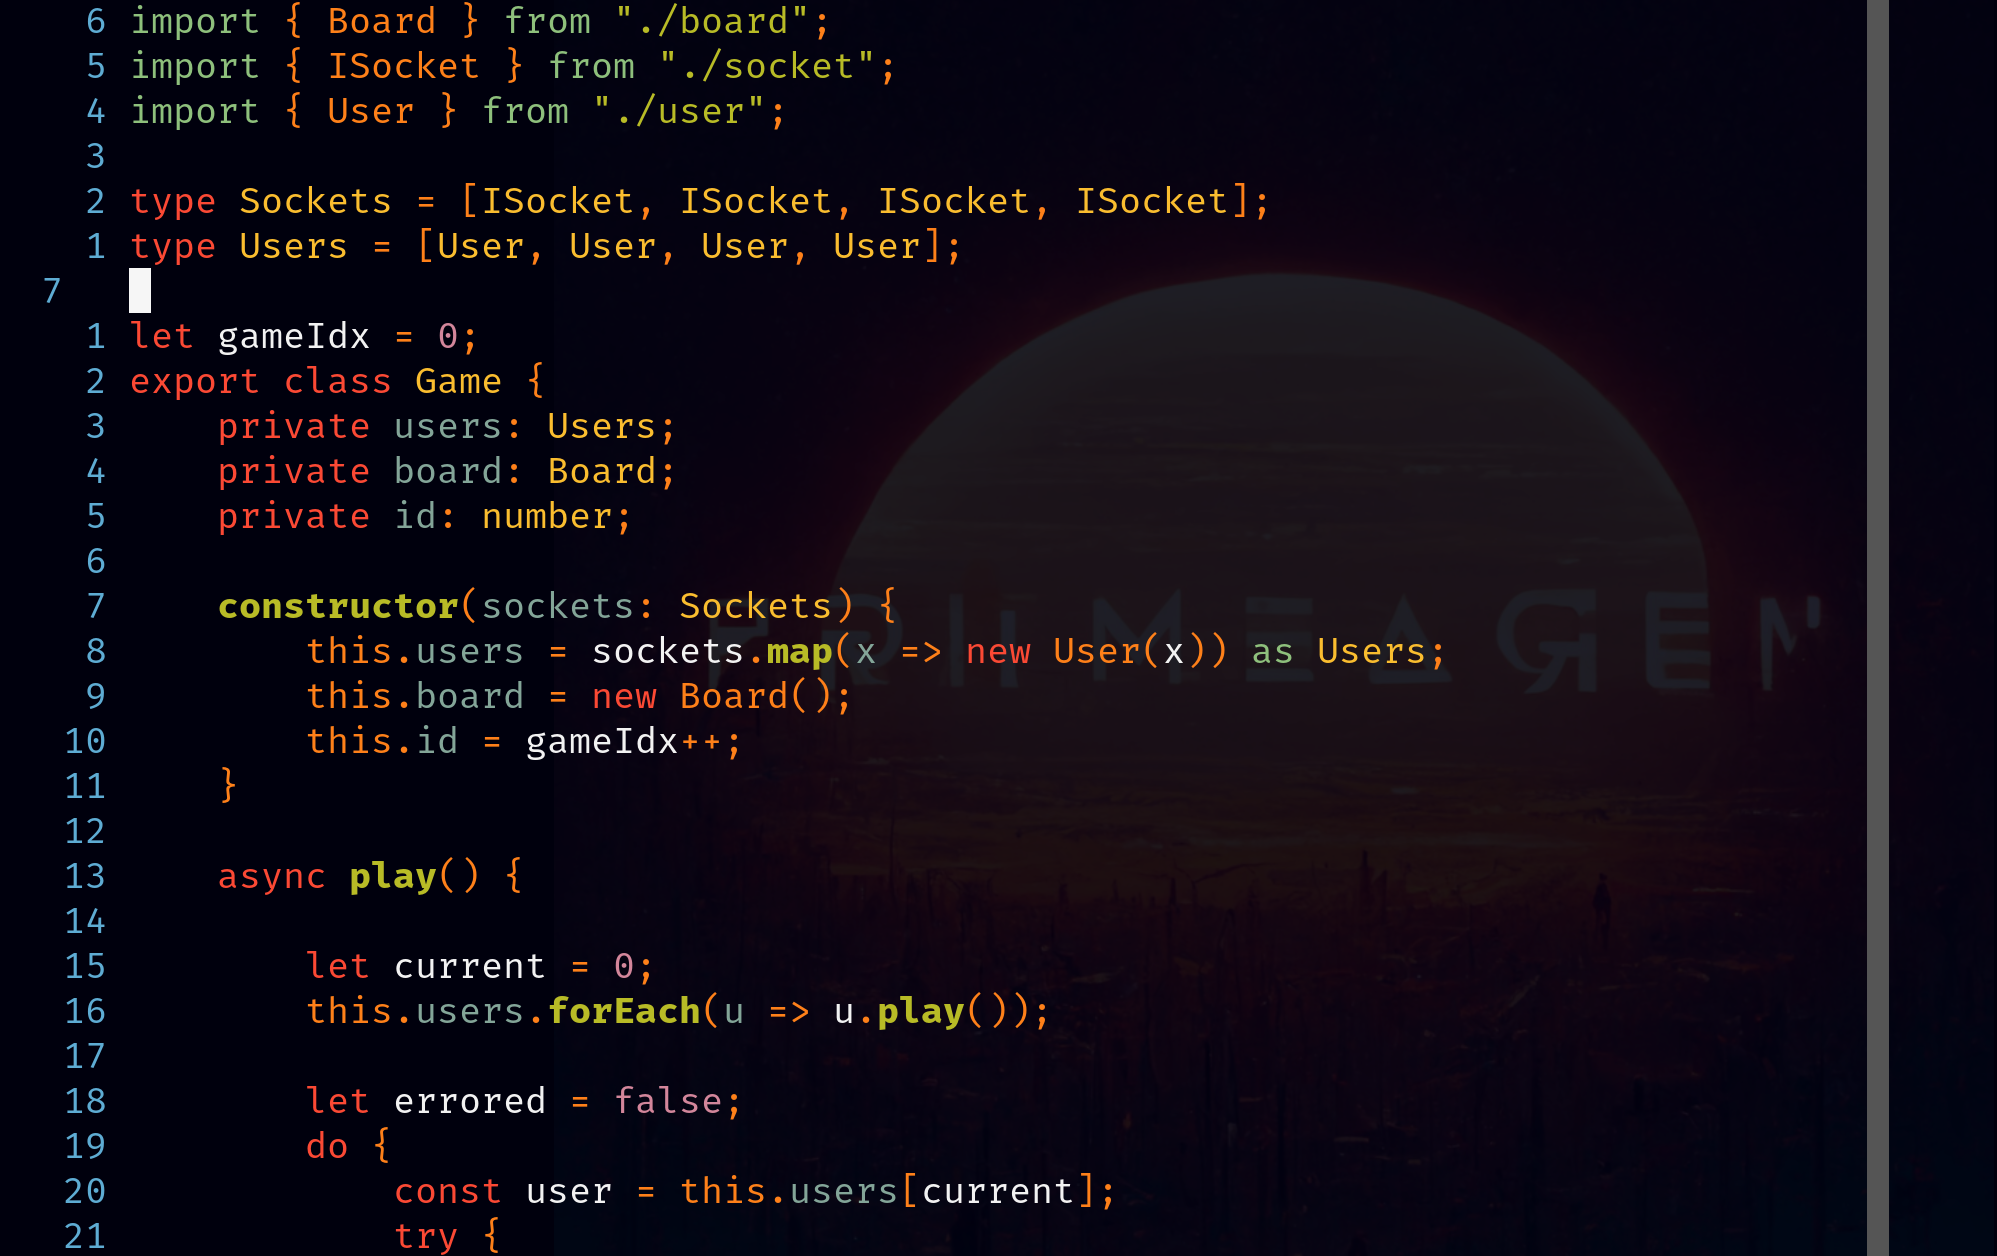 6 import { Board } from "./board";
5 import { ISocket } from "./socket";
4 import { User } from "./user";
3
2 type Sockets = [ISocket, ISocket, ISocket, ISocket];
1 type Users = [User, User, User, User];
7
1 let gameIdx = 0;
2 export class Game {
3     private users: Users;
4     private board: Board;
5     private id: number;
6
7     constructor(sockets: Sockets) {
8         this.users = sockets.map(x => new User(x)) as Users;
9         this.board = new Board();
10         this.id = gameIdx++;
11     }
12
13     async play() {
14
15         let current = 0;
16         this.users.forEach(u => u.play());
17
18         let errored = false;
19         do {
20             const user = this.users[current];
21             try {